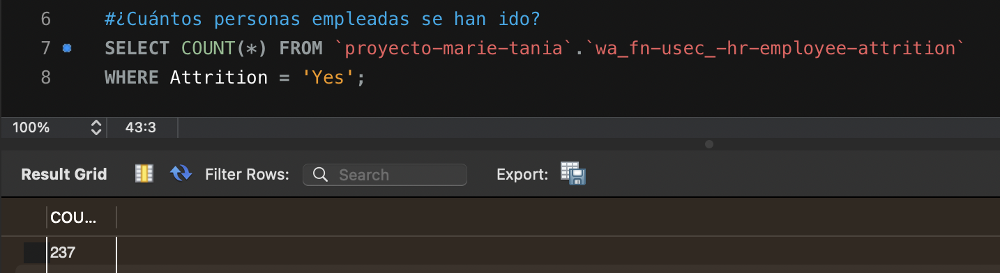 6 #¿Cuántos personas empleadas se han ido?
7 SELECT COUNT(*) FROM `proyecto-marie-tania`.`wa_fn-usec_-hr-employee-attrition`
8 WHERE Attrition = 'Yes';
100% 43:3
Result Grid Filter Rows: Search Export:
COU...
237